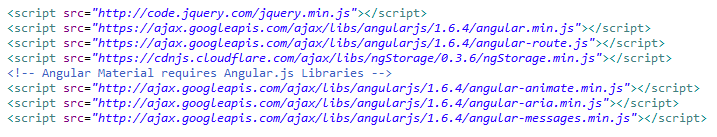 <script src="http://code.jquery.com/jquery.min.js"></script>
<script src="https://ajax.googleapis.com/ajax/libs/angularjs/1.6.4/angular.min.js"></script>
<script src="https://ajax.googleapis.com/ajax/libs/angularjs/1.6.4/angular-route.js"></script>
<script src="https://cdnjs.cloudflare.com/ajax/libs/ngStorage/0.3.6/ngStorage.min.js"></script>
<!-- Angular Material requires Angular.js Libraries -->
<script src="http://ajax.googleapis.com/ajax/libs/angularjs/1.6.4/angular-animate.min.js"></script>
<script src="http://ajax.googleapis.com/ajax/libs/angularjs/1.6.4/angular-aria.min.js"></script>
<script src="http://ajax.googleapis.com/ajax/libs/angularjs/1.6.4/angular-messages.min.js"></script>